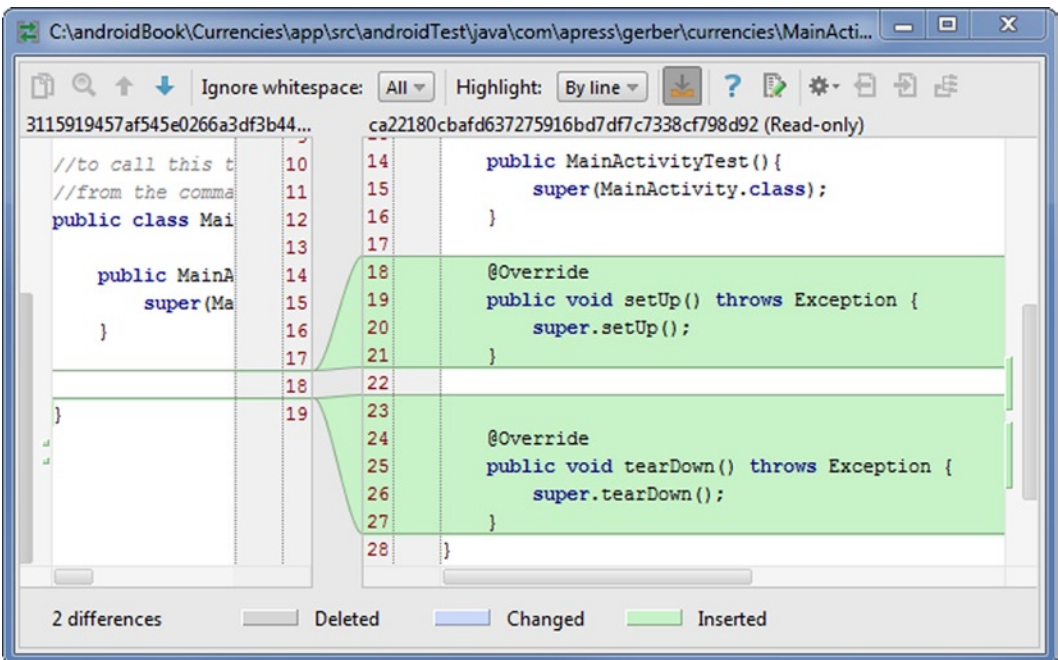 C:\androidBook\Currencies\app\src\androidTest\java\com\apress\gerber\currencies\MainActi...
Ignore whitespace: All Highlight: By line ?
3115919457af545e0266a3df3b44... ca22180cbafd637275916bd7df7c7338cf798d92 (Read-only)
//to call this t 10
//from the comma 11
public class Mai 12
13
public MainA 14
super(Ma 15
} 16
17
18
} 19
14 public MainActivityTest(){
15 super(MainActivity.class);
16 }
17
18 @Override
19 public void setUp() throws Exception {
20 super.setUp();
21 }
22
23
24 @Override
25 public void tearDown() throws Exception {
26 super.tearDown();
27 }
28 }
2 differences Deleted Changed Inserted